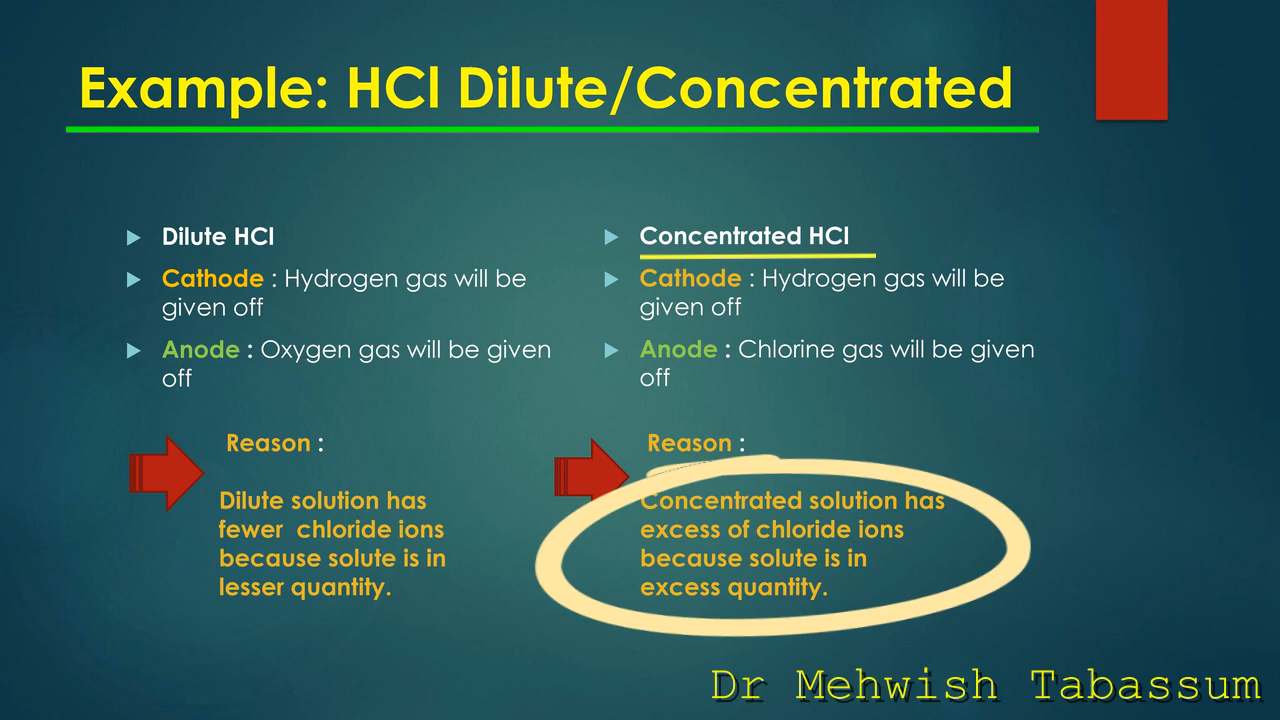 Example: HCl Dilute/Concentrated
Dilute HCl
Cathode : Hydrogen gas will be
given off
Anode : Oxygen gas will be given
off
Reason :
Dilute solution has
fewer chloride ions
because solute is in
lesser quantity.
Concentrated HCl
Cathode : Hydrogen gas will be
given off
Anode : Chlorine gas will be given
off
Reason :
Concentrated solution has
excess of chloride ions
because solute is in
excess quantity.
Dr Mehwish Tabassum